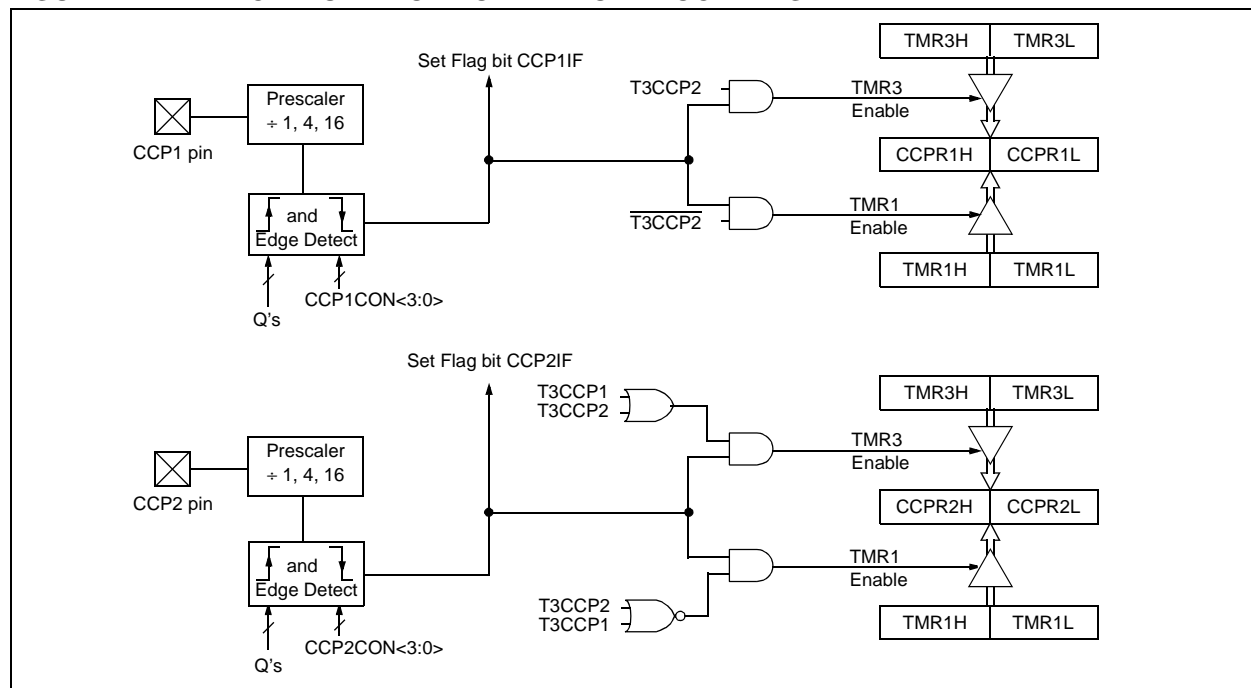 Set Flag bit CCP1IF
TMR3H TMR3L
T3CCP2
TMR3
Enable
Prescaler
÷ 1, 4, 16
CCP1 pin
CCPR1H CCPR1L
and
Edge Detect
T3CCP2
TMR1
Enable
TMR1H TMR1L
CCP1CON<3:0>
Q's
Set Flag bit CCP2IF
TMR3H TMR3L
T3CCP1
T3CCP2
TMR3
Enable
Prescaler
÷ 1, 4, 16
CCP2 pin
CCPR2H CCPR2L
and
Edge Detect
TMR1
Enable
T3CCP2
T3CCP1
TMR1H TMR1L
CCP2CON<3:0>
Q's